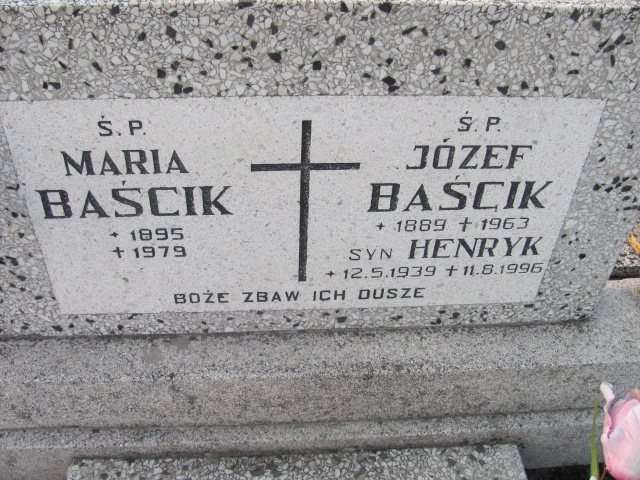 Ś. P.
MARIA
BAŚCIK
* 1895
✝ 1979
Ś. P.
JÓZEF
BAŚCIK
* 1889 ✝ 1963
SYN HENRYK
* 12.5.1939 ✝ 11.8.1996
BOŻE ZBAW ICH DUSZE